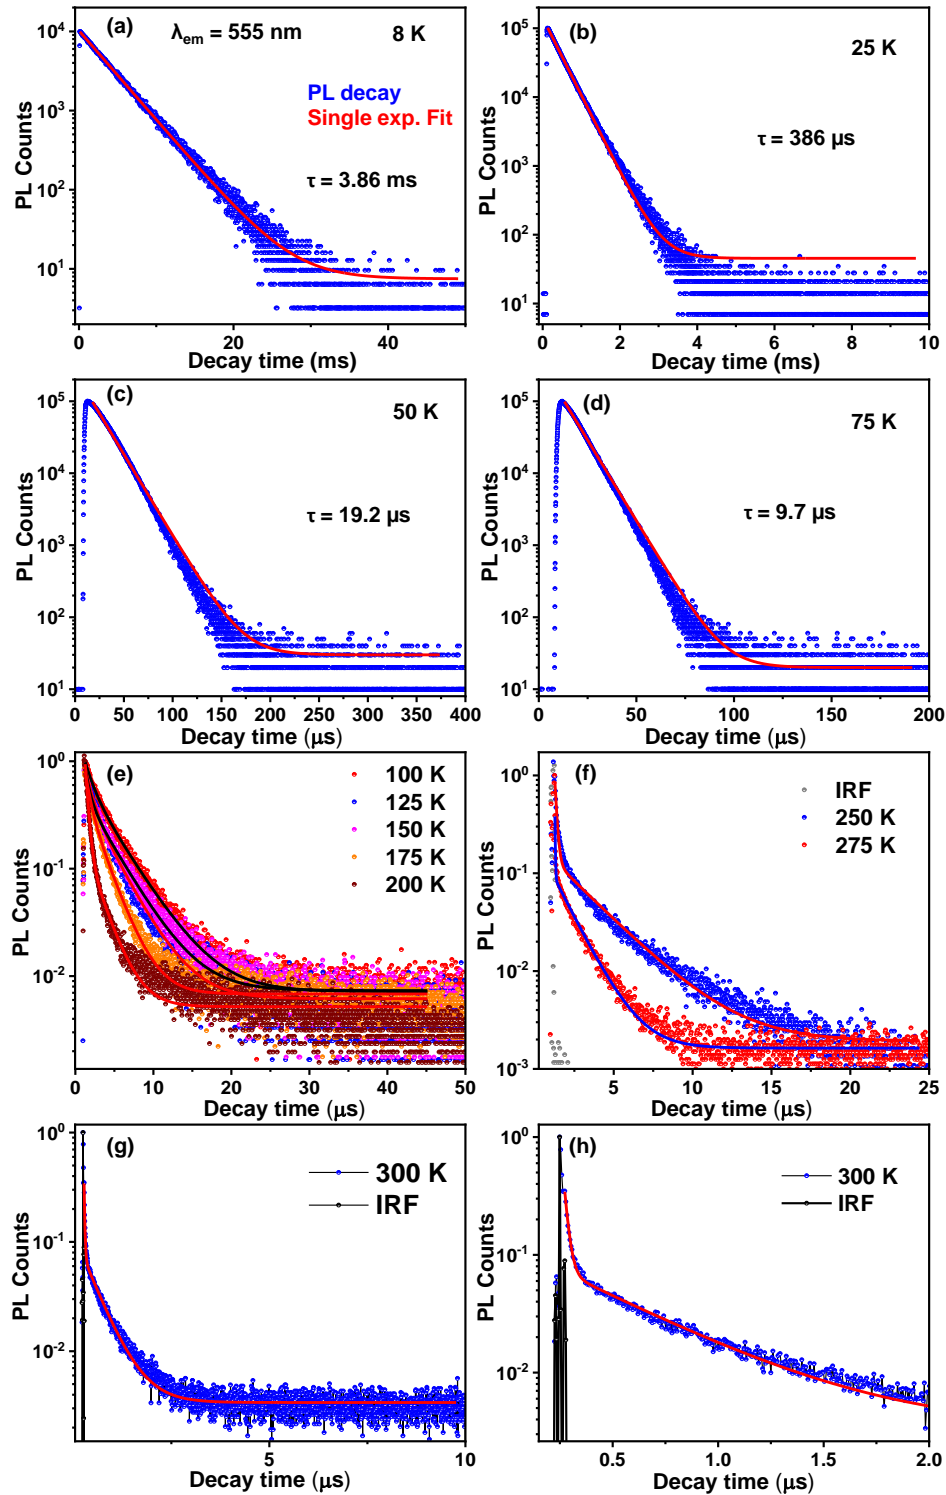 (a) λem = 555 nm 8 K
PL decay
Single exp. Fit
τ = 3.86 ms
PL Counts
10⁴
10³
10²
10¹
0 20 40
Decay time (ms)
(b) 25 K
τ = 386 µs
PL Counts
10⁵
10⁴
10³
10²
10¹
0 2 4 6 8 10
Decay time (ms)
(c) 50 K
τ = 19.2 µs
PL Counts
10⁵
10⁴
10³
10²
10¹
0 50 100 150 200 250 300 350 400
Decay time (µs)
(d) 75 K
τ = 9.7 µs
PL Counts
10⁵
10⁴
10³
10²
10¹
0 50 100 150 200
Decay time (µs)
(e)
100 K
125 K
150 K
175 K
200 K
PL Counts
10⁰
10⁻¹
10⁻²
0 10 20 30 40 50
Decay time (µs)
(f)
IRF
250 K
275 K
PL Counts
10⁰
10⁻¹
10⁻²
10⁻³
5 10 15 20 25
Decay time (µs)
(g)
300 K
IRF
PL Counts
10⁰
10⁻¹
10⁻²
5 10
Decay time (µs)
(h)
300 K
IRF
PL Counts
10⁰
10⁻¹
10⁻²
0.5 1.0 1.5 2.0
Decay time (µs)